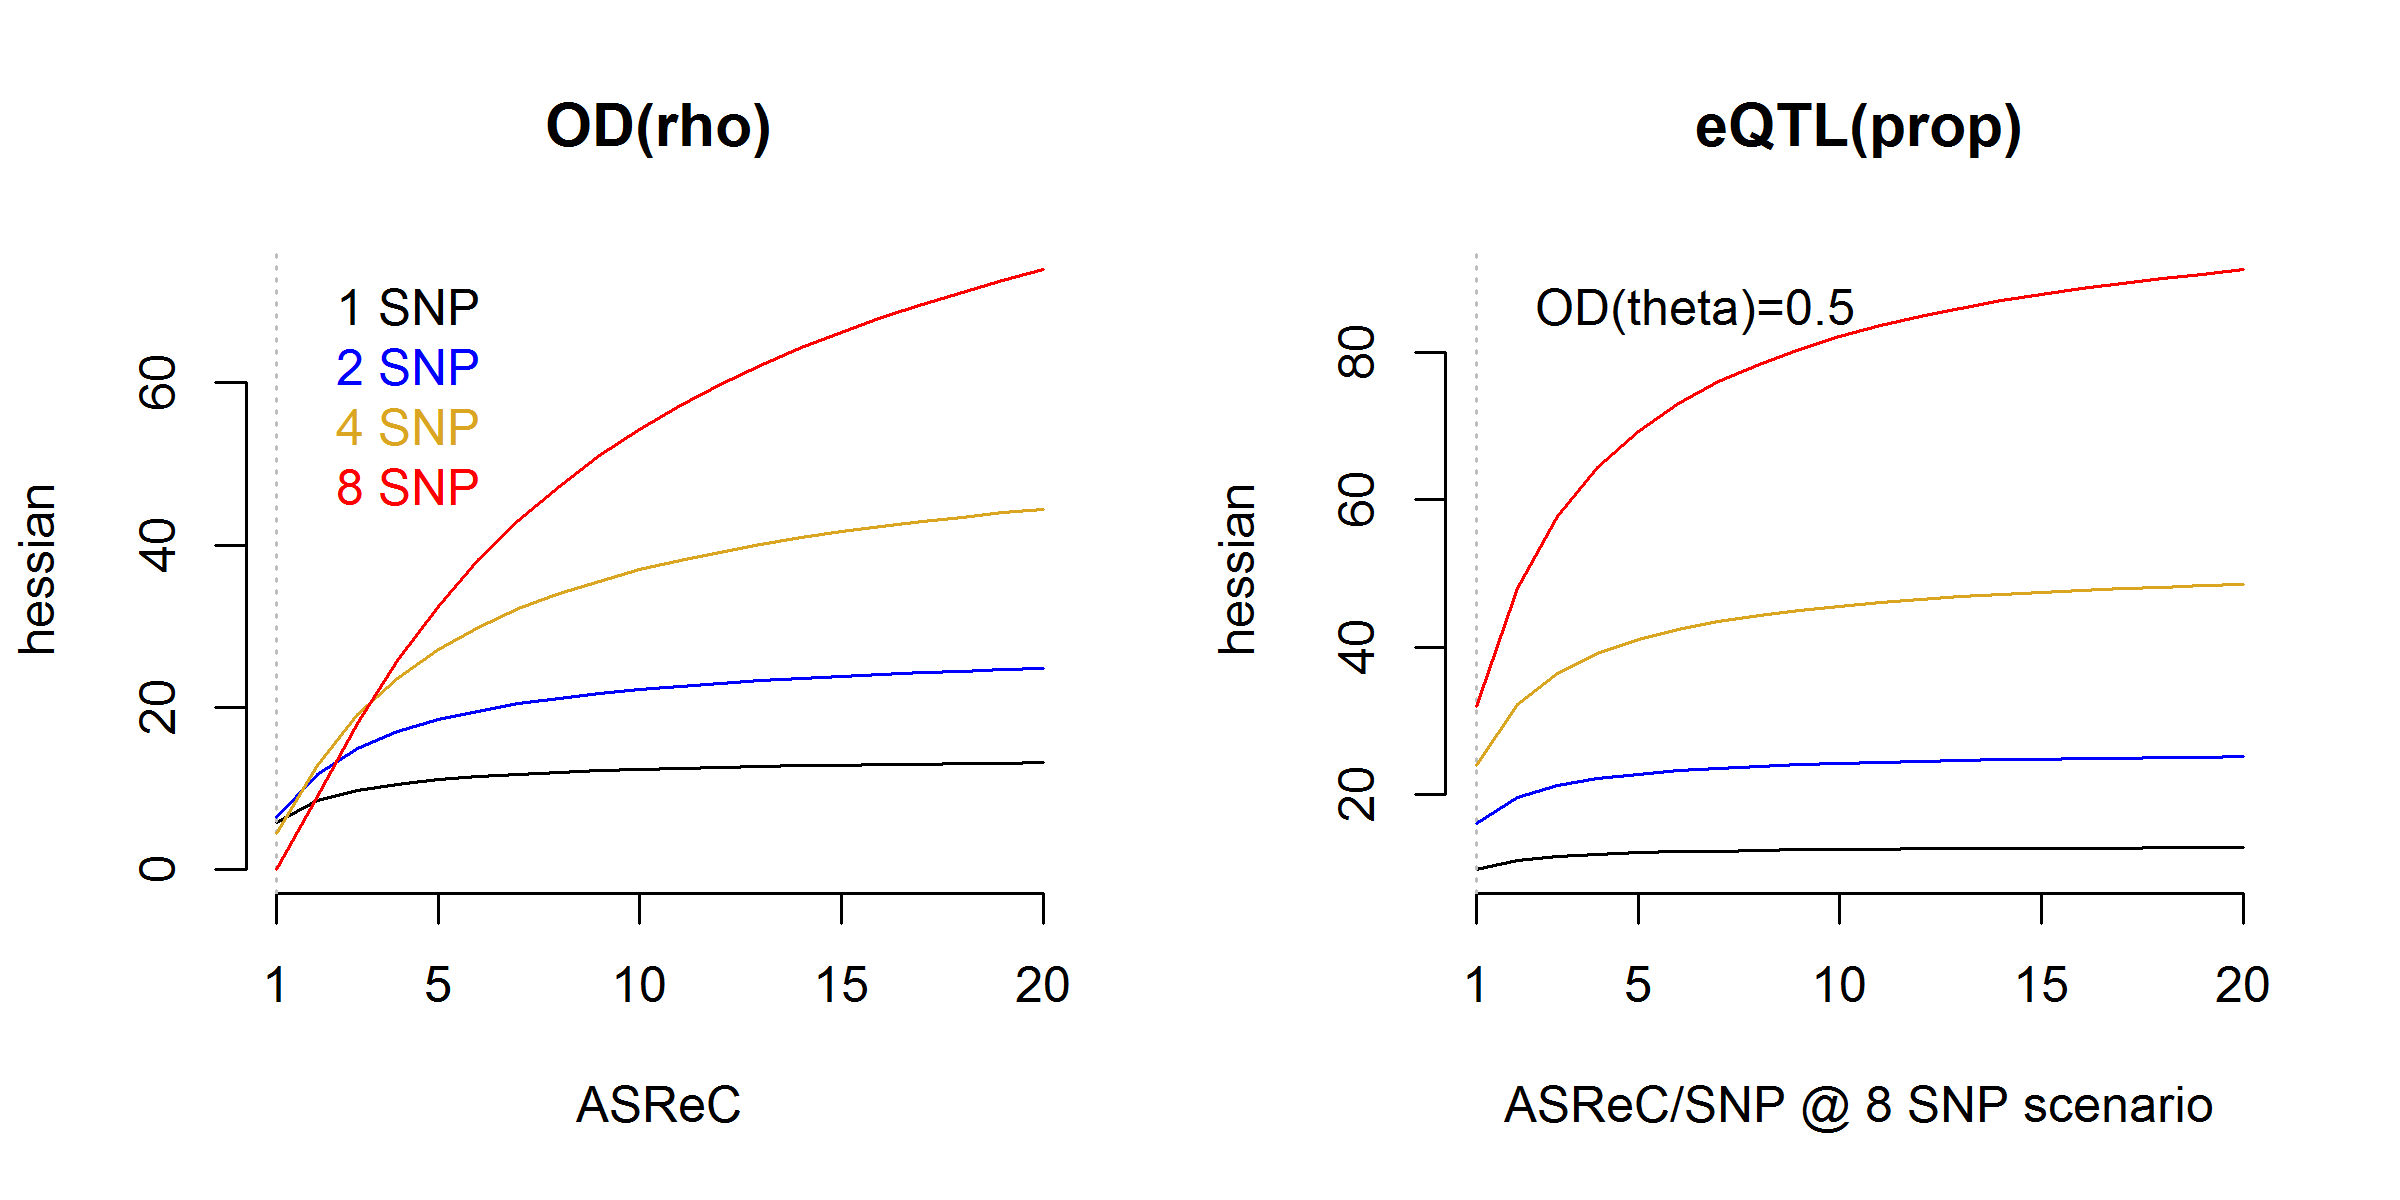 OD(rho)
hessian
0
20
40
60
1 SNP
2 SNP
4 SNP
8 SNP
1 5 10 15 20
ASReC
eQTL(prop)
hessian
20
40
60
80
OD(theta)=0.5
1 5 10 15 20
ASReC/SNP @ 8 SNP scenario